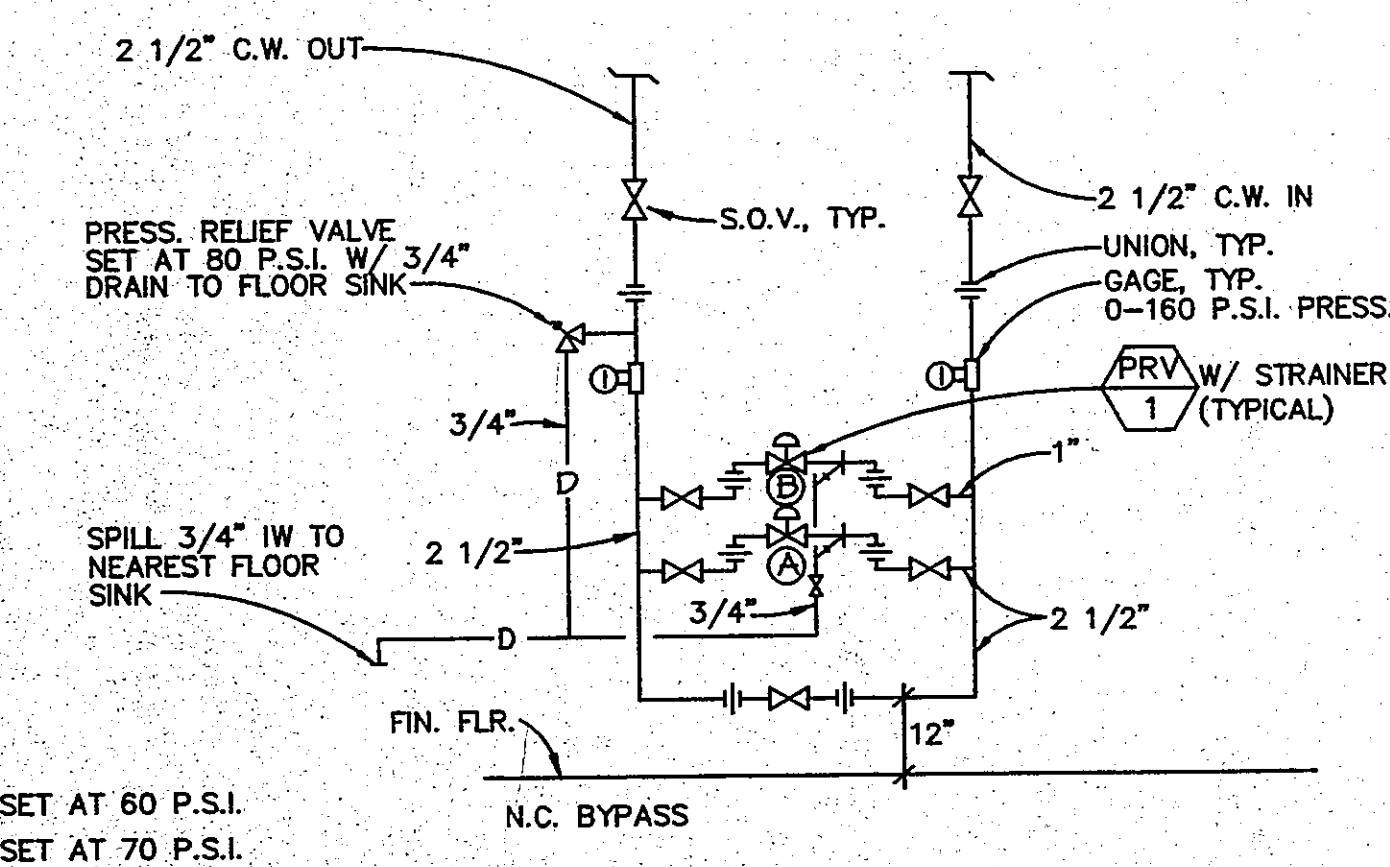 2 1/2" C.W. OUT
PRESS. RELIEF VALVE
SET AT 80 P.S.I. W/ 3/4"
DRAIN TO FLOOR SINK
S.O.V., TYP.
2 1/2" C.W. IN
UNION, TYP.
GAGE, TYP.
0-160 P.S.I. PRESS.
PRV
1
W/ STRAINER
(TYPICAL)
3/4"
1"
D
B
SPILL 3/4" IW TO
NEAREST FLOOR
SINK
2 1/2"
A
3/4"
2 1/2"
D
FIN. FLR.
12"
N.C. BYPASS
SET AT 60 P.S.I.
SET AT 70 P.S.I.